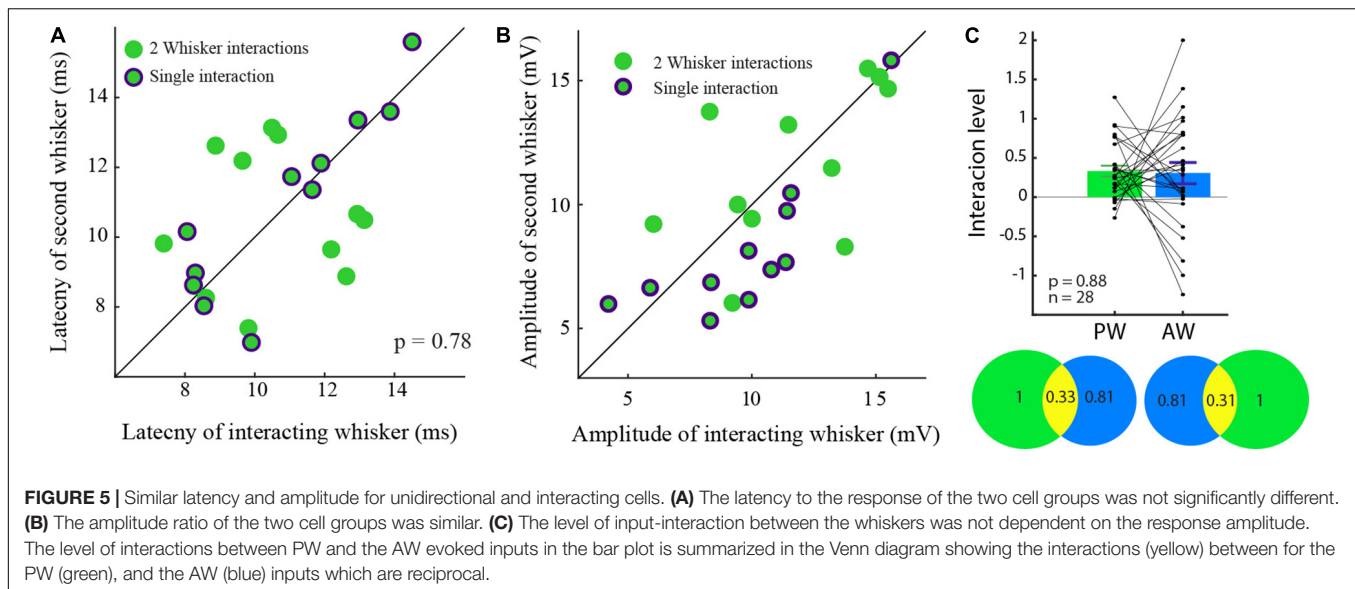 A
2 Whisker interactions
Single interaction
Latecny of second whisker (ms)
14
12
10
8
8 10 12 14
p = 0.78
Latecny of interacting whisker (ms)
B
2 Whisker interactions
Single interaction
Amplitude of second whisker (mV)
15
10
5
5 10 15
Amplitude of interacting whisker (mV)
C
Interacion level
2
1.5
1
0.5
0
-0.5
-1
p = 0.88
n = 28
PW AW
1 0.33 0.81 0.81 0.31 1
FIGURE 5 | Similar latency and amplitude for unidirectional and interacting cells. (A) The latency to the response of the two cell groups was not significantly different.
(B) The amplitude ratio of the two cell groups was similar. (C) The level of input-interaction between the whiskers was not dependent on the response amplitude.
The level of interactions between PW and the AW evoked inputs in the bar plot is summarized in the Venn diagram showing the interactions (yellow) between for the
PW (green), and the AW (blue) inputs which are reciprocal.